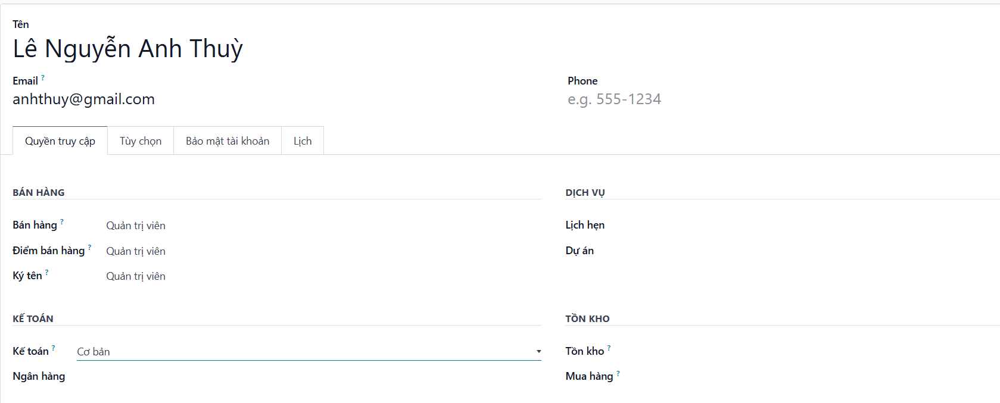 Tên
Lê Nguyễn Anh Thuỳ
Email ? Phone
anhthuy@gmail.com e.g. 555-1234
Quyền truy cập Tùy chọn Bảo mật tài khoản Lịch
BÁN HÀNG DỊCH VỤ
Bán hàng ? Quản trị viên Lịch hẹn
Điểm bán hàng ? Quản trị viên Dự án
Ký tên ? Quản trị viên
KẾ TOÁN TỒN KHO
Kế toán ? Cơ bản Tồn kho ?
Ngân hàng Mua hàng ?